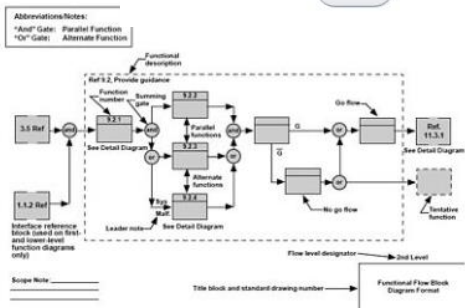 Abbreviations/Notes:
"And" Gate: Parallel Function
"Or" Gate: Alternate Function
Functional
description
Ref 9.2, Provide guidance
Function
number
Summing
gate
9.2.1
9.2.2
9.2.3
9.2.4
3.5 Ref
and
and
or
Parallel
functions
Alternate
functions
and
or
See Detail Diagram
Sys
Malf.
Leader note
See Detail Diagram
G
G
or
or
Go flow
No go flow
Ref.
11.3.1
See Detail Diagram
Tentative
function
1.1.2 Ref
Interface reference
block (used on first-
and lower-level
function diagrams
only)
Flow level designator
2nd Level
Scope Note:
Title block and standard drawing number
Functional Flow Block
Diagram Format